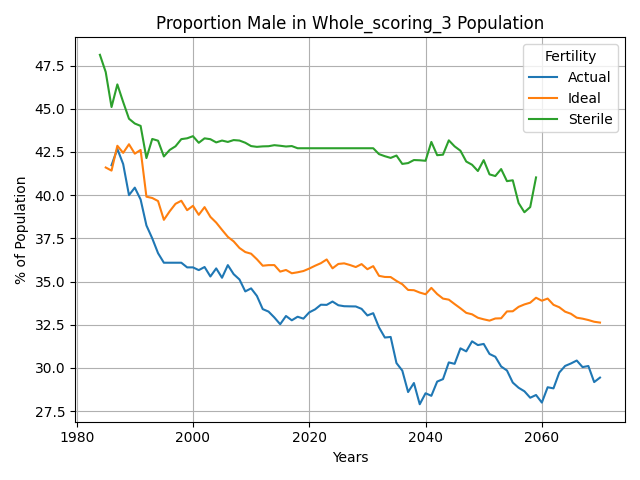 Proportion Male in Whole_scoring_3 Population
Fertility
Actual
Ideal
Sterile
% of Population
47.5
45.0
42.5
40.0
37.5
35.0
32.5
30.0
27.5
1980 2000 2020 2040 2060
Years